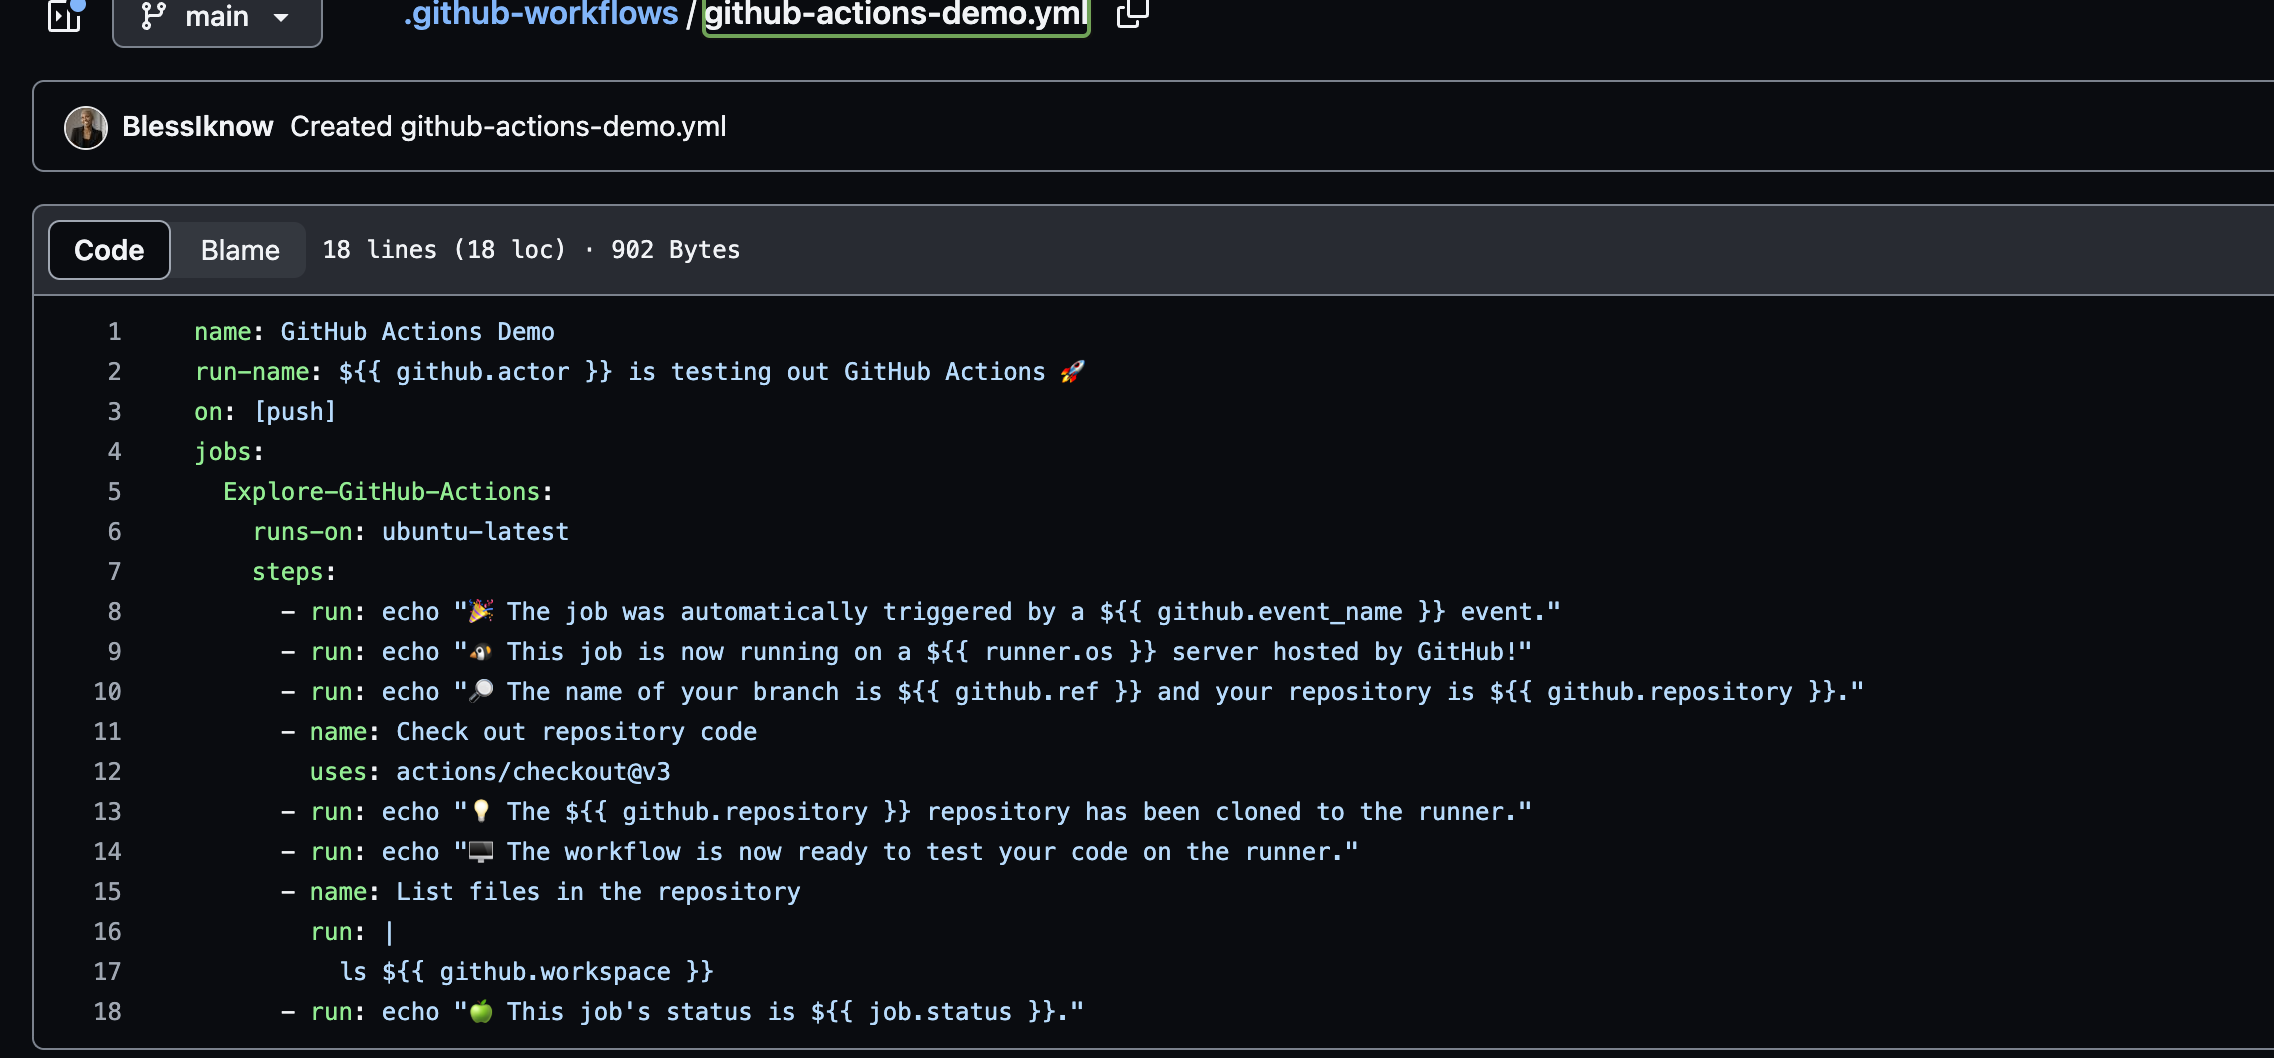 main
.github-workflows / github-actions-demo.yml
BlessIknow Created github-actions-demo.yml
Code Blame 18 lines (18 loc) · 902 Bytes
1 name: GitHub Actions Demo
2 run-name: ${{ github.actor }} is testing out GitHub Actions 🚀
3 on: [push]
4 jobs:
5   Explore-GitHub-Actions:
6     runs-on: ubuntu-latest
7     steps:
8       - run: echo "🎉 The job was automatically triggered by a ${{ github.event_name }} event."
9       - run: echo "🐧 This job is now running on a ${{ runner.os }} server hosted by GitHub!"
10       - run: echo "🔎 The name of your branch is ${{ github.ref }} and your repository is ${{ github.repository }}."
11       - name: Check out repository code
12         uses: actions/checkout@v3
13       - run: echo "💡 The ${{ github.repository }} repository has been cloned to the runner."
14       - run: echo "🖥️ The workflow is now ready to test your code on the runner."
15       - name: List files in the repository
16         run: |
17           ls ${{ github.workspace }}
18       - run: echo "🍏 This job's status is ${{ job.status }}."